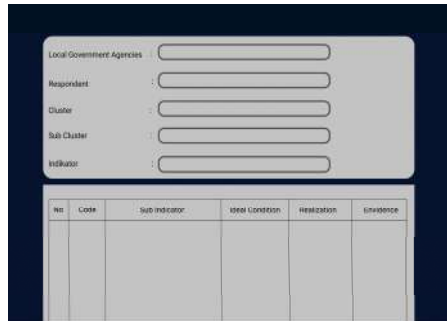 Local Government Agencies :
Respondent :
Cluster :
Sub Cluster :
Indikator :
No Code Sub Indicator Ideal Condition Realization Envidence